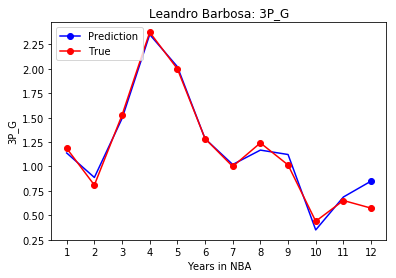 Leandro Barbosa: 3P_G
Prediction
True
3P_G
2.25
2.00
1.75
1.50
1.25
1.00
0.75
0.50
0.25
1 2 3 4 5 6 7 8 9 10 11 12
Years in NBA